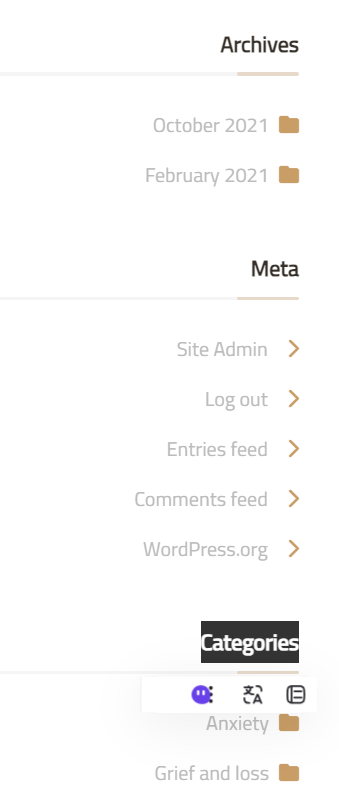 Archives
October 2021
February 2021
Meta
Site Admin
Log out
Entries feed
Comments feed
WordPress.org
Categories
Anxiety
Grief and loss